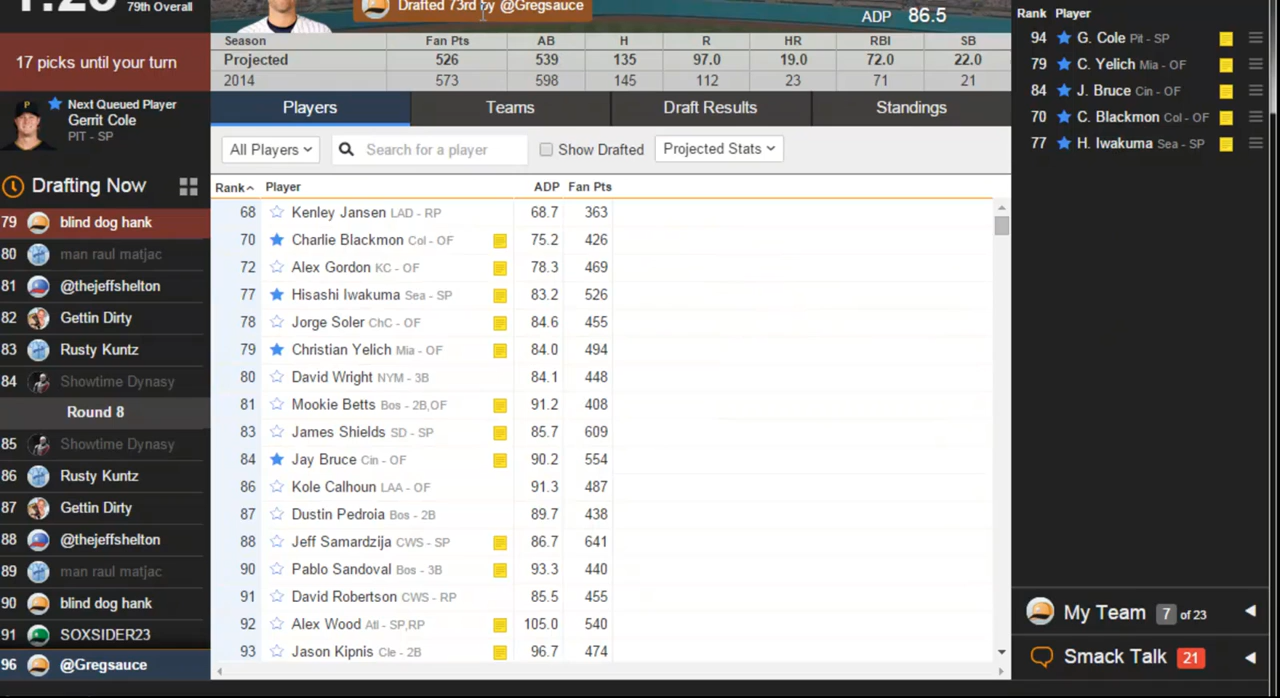 79th Overall
Drafted 73rd by @Gregsauce
ADP 86.5
17 picks until your turn
Next Queued Player
Gerrit Cole
PIT - SP
Drafting Now
79 blind dog hank
80 man raul matjac
81 @thejeffshelton
82 Gettin Dirty
83 Rusty Kuntz
84 Showtime Dynasy
Round 8
85 Showtime Dynasy
86 Rusty Kuntz
87 Gettin Dirty
88 @thejeffshelton
89 man raul matjac
90 blind dog hank
91 SOXSIDER23
96 @Gregsauce
Season Fan Pts AB H R HR RBI SB
Projected 526 539 135 97.0 19.0 72.0 22.0
2014 573 598 145 112 23 71 21
Players Teams Draft Results Standings
All Players Search for a player Show Drafted Projected Stats
Rank Player ADP Fan Pts
68 Kenley Jansen LAD - RP 68.7 363
70 Charlie Blackmon Col - OF 75.2 426
72 Alex Gordon KC - OF 78.3 469
77 Hisashi Iwakuma Sea - SP 83.2 526
78 Jorge Soler ChC - OF 84.6 455
79 Christian Yelich Mia - OF 84.0 494
80 David Wright NYM - 3B 84.1 448
81 Mookie Betts Bos - 2B,OF 91.2 408
83 James Shields SD - SP 85.7 609
84 Jay Bruce Cin - OF 90.2 554
86 Kole Calhoun LAA - OF 91.3 487
87 Dustin Pedroia Bos - 2B 89.7 438
88 Jeff Samardzija CWS - SP 86.7 641
90 Pablo Sandoval Bos - 3B 93.3 440
91 David Robertson CWS - RP 85.5 455
92 Alex Wood Atl - SP,RP 105.0 540
93 Jason Kipnis Cle - 2B 96.7 474
Rank Player
94 G. Cole Pit - SP
79 C. Yelich Mia - OF
84 J. Bruce Cin - OF
70 C. Blackmon Col - OF
77 H. Iwakuma Sea - SP
My Team 7 of 23
Smack Talk 21